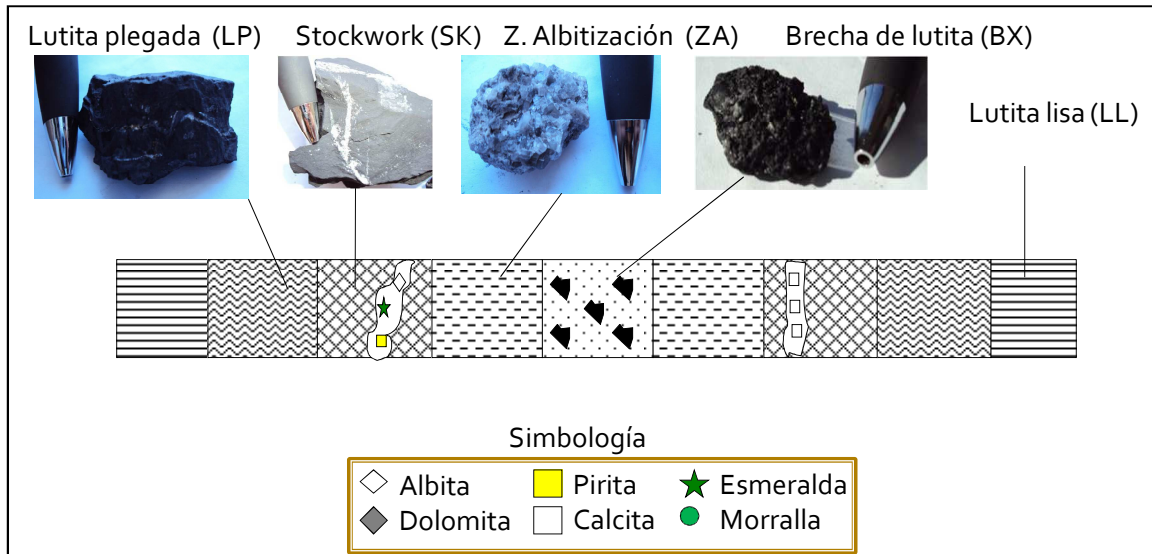 Lutita plegada (LP)
Stockwork (SK)
Z. Albitización (ZA)
Brecha de lutita (BX)
Lutita lisa (LL)
Simbología
Albita
Pirita
Esmeralda
Dolomita
Calcita
Morralla